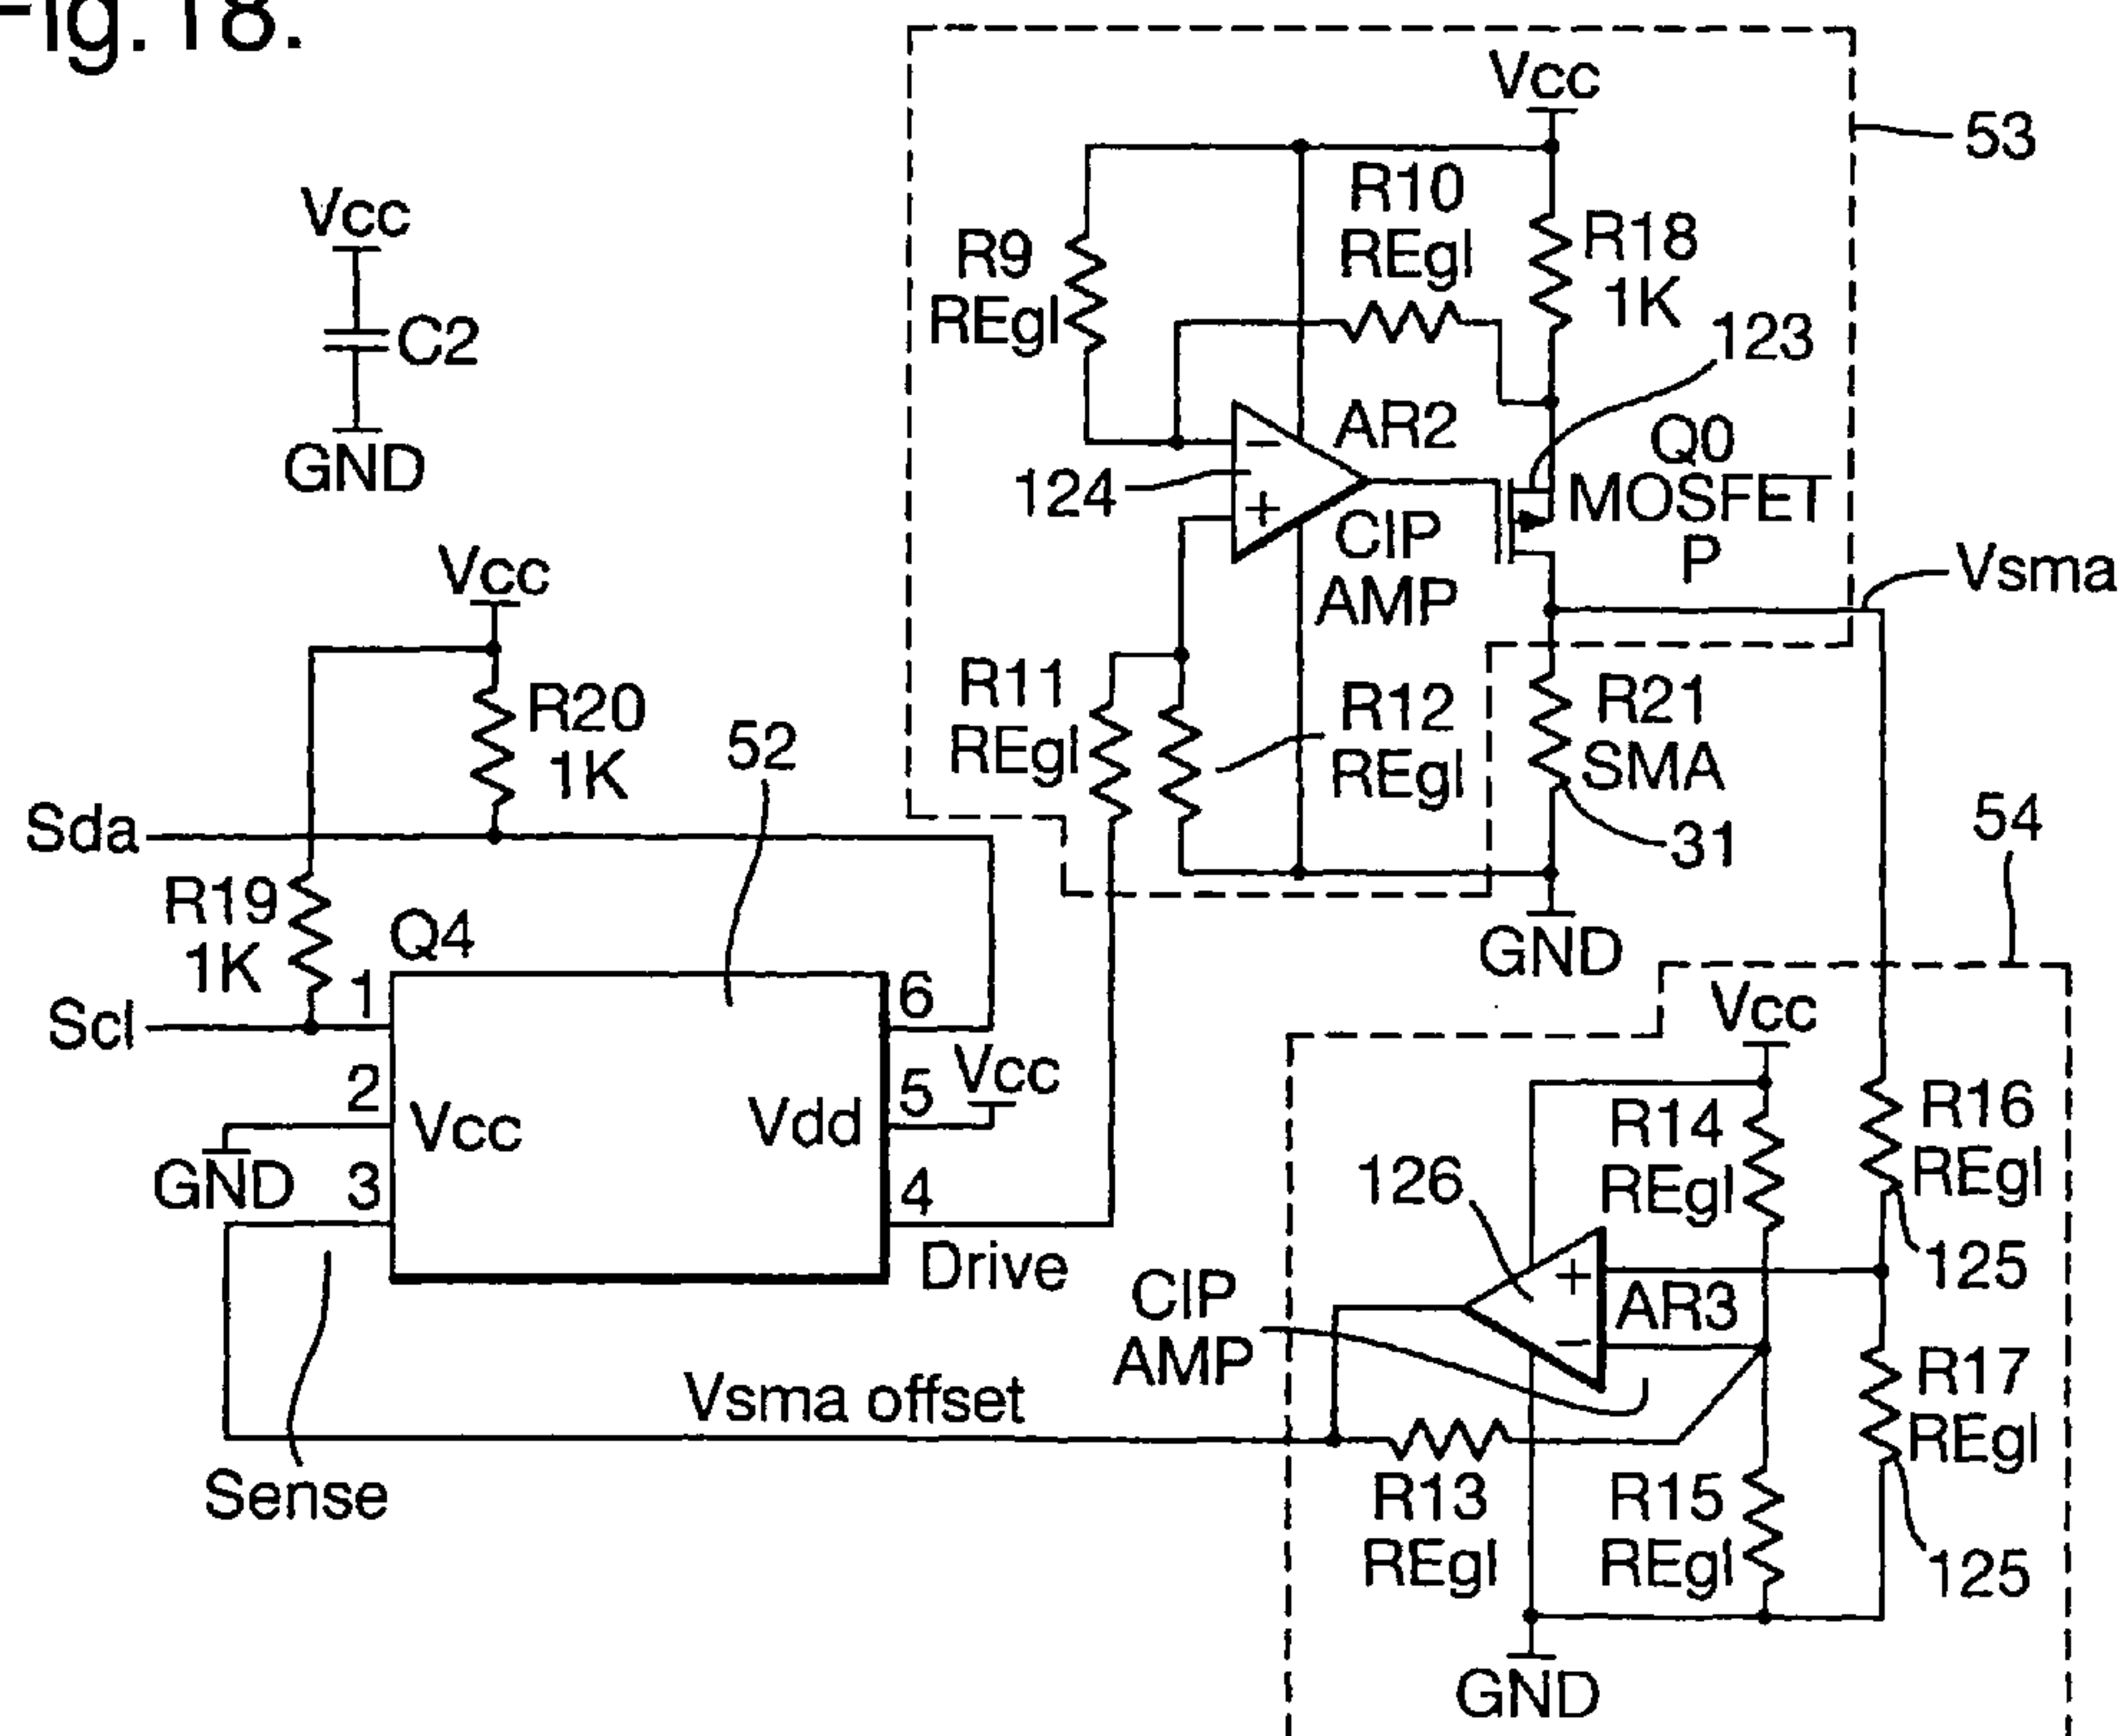 Fig.18.
Vcc
53
R10
REgl
R18
1K
Vcc
R9
REgl
C2
123
GND
AR2
Q0
MOSFET
P
124
−
+
CIP
AMP
Vsma
Vcc
R11
REgl
R12
REgl
R21
SMA
R20
1K
52
31
54
Sda
R19
1K
Q4
GND
Scl
1
6
Vcc
2
5
Vcc
Vcc
Vdd
R14
REgl
R16
REgl
GND
3
4
126
Drive
CIP
AMP
+
−
AR3
125
Vsma offset
R17
REgl
Sense
R13
REgl
R15
REgl
125
GND